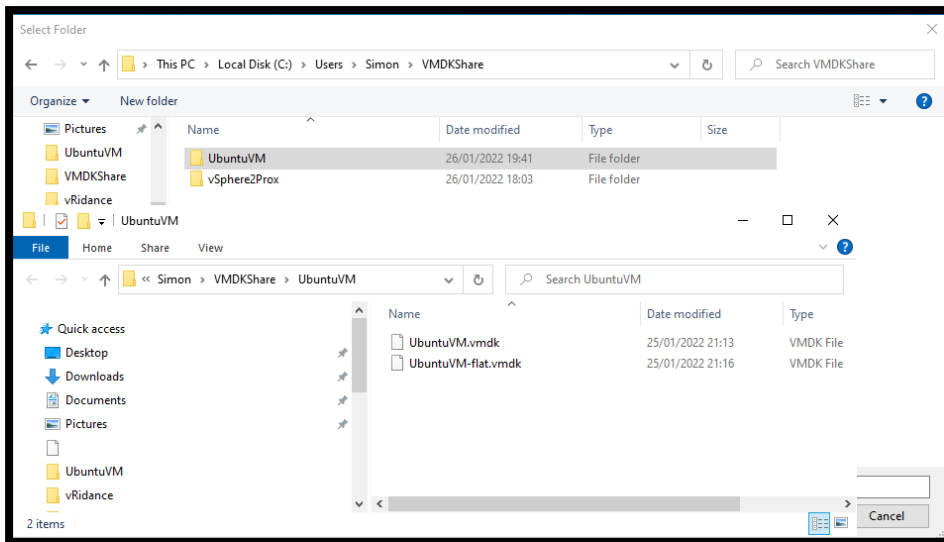 Select Folder
This PC > Local Disk (C:) > Users > Simon > VMDKShare
Search VMDKShare
Organize
New folder
?
Pictures
UbuntuVM
VMDKShare
vRidance
Name
Date modified
Type
Size
UbuntuVM
26/01/2022 19:41
File folder
vSphere2Prox
26/01/2022 18:03
File folder
UbuntuVM
File
Home
Share
View
?
« Simon > VMDKShare > UbuntuVM
Search UbuntuVM
Quick access
Desktop
Downloads
Documents
Pictures
UbuntuVM
vRidance
Name
Date modified
Type
UbuntuVM.vmdk
25/01/2022 21:13
VMDK File
UbuntuVM-flat.vmdk
25/01/2022 21:16
VMDK File
2 items
Cancel